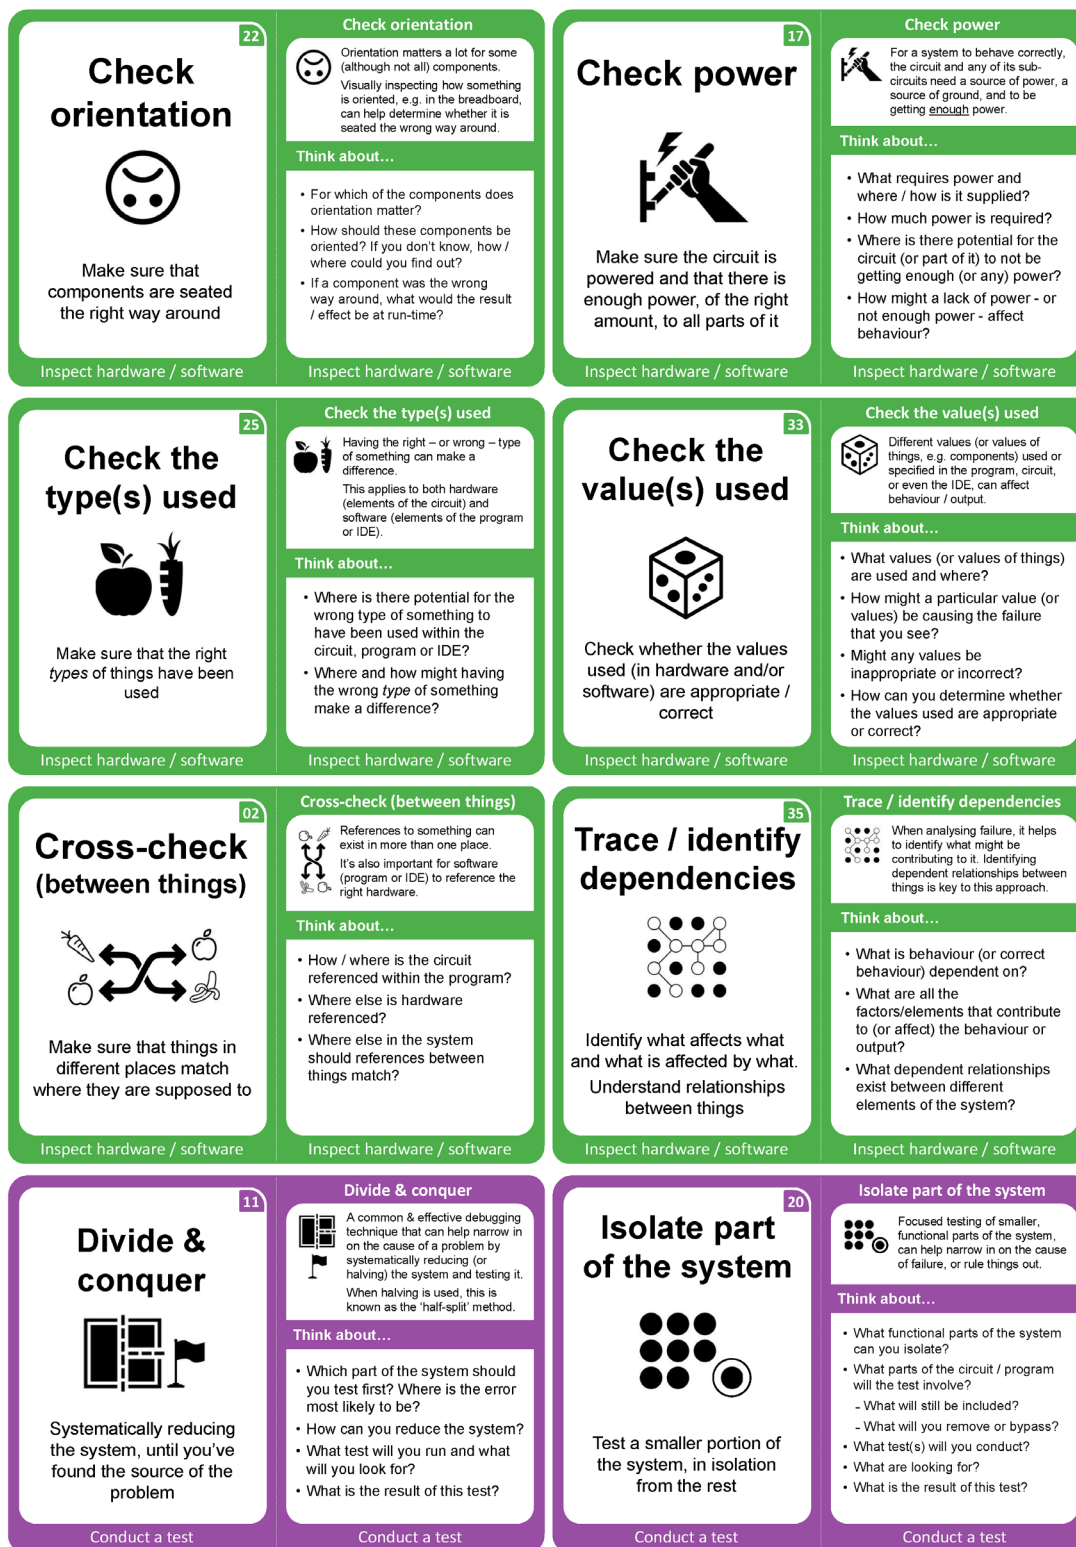 22
Check
orientation
Make sure that
components are seated
the right way around
Inspect hardware / software
Check orientation
Orientation matters a lot for some
(although not all) components.
Visually inspecting how something
is oriented, e.g. in the breadboard,
can help determine whether it is
seated the wrong way around.
Think about...
• For which of the components does
orientation matter?
• How should these components be
oriented? If you don't know, how /
where could you find out?
• If a component was the wrong
way around, what would the result
/ effect be at run-time?
Inspect hardware / software
17
Check power
Make sure the circuit is
powered and that there is
enough power, of the right
amount, to all parts of it
Inspect hardware / software
Check power
For a system to behave correctly,
the circuit and any of its sub-
circuits need a source of power, a
source of ground, and to be
getting enough power.
Think about...
• What requires power and
where / how is it supplied?
• How much power is required?
• Where is there potential for the
circuit (or part of it) to not be
getting enough (or any) power?
• How might a lack of power - or
not enough power - affect
behaviour?
Inspect hardware / software
25
Check the
type(s) used
Make sure that the right
types of things have been
used
Inspect hardware / software
Check the type(s) used
Having the right – or wrong – type
of something can make a
difference.
This applies to both hardware
(elements of the circuit) and
software (elements of the program
or IDE).
Think about...
• Where is there potential for the
wrong type of something to
have been used within the
circuit, program or IDE?
• Where and how might having
the wrong type of something
make a difference?
Inspect hardware / software
33
Check the
value(s) used
Check whether the values
used (in hardware and/or
software) are appropriate /
correct
Inspect hardware / software
Check the value(s) used
Different values (or values of
things, e.g. components) used or
specified in the program, circuit,
or even the IDE, can affect
behaviour / output.
Think about...
• What values (or values of things)
are used and where?
• How might a particular value (or
values) be causing the failure
that you see?
• Might any values be
inappropriate or incorrect?
• How can you determine whether
the values used are appropriate
or correct?
Inspect hardware / software
02
Cross-check
(between things)
Make sure that things in
different places match
where they are supposed to
Inspect hardware / software
Cross-check (between things)
References to something can
exist in more than one place.
It's also important for software
(program or IDE) to reference the
right hardware.
Think about...
• How / where is the circuit
referenced within the program?
• Where else is hardware
referenced?
• Where else in the system
should references between
things match?
Inspect hardware / software
35
Trace / identify
dependencies
Identify what affects what
and what is affected by what.
Understand relationships
between things
Inspect hardware / software
Trace / identify dependencies
When analysing failure, it helps
to identify what might be
contributing to it. Identifying
dependent relationships between
things is key to this approach.
Think about...
• What is behaviour (or correct
behaviour) dependent on?
• What are all the
factors/elements that contribute
to (or affect) the behaviour or
output?
• What dependent relationships
exist between different
elements of the system?
Inspect hardware / software
11
Divide &
conquer
Systematically reducing
the system, until you've
found the source of the
problem
Conduct a test
Divide & conquer
A common & effective debugging
technique that can help narrow in
on the cause of a problem by
systematically reducing (or
halving) the system and testing it.
When halving is used, this is
known as the 'half-split' method.
Think about...
• Which part of the system should
you test first? Where is the error
most likely to be?
• How can you reduce the system?
• What test will you run and what
will you look for?
• What is the result of this test?
Conduct a test
20
Isolate part
of the system
Test a smaller portion of
the system, in isolation
from the rest
Conduct a test
Isolate part of the system
Focused testing of smaller,
functional parts of the system,
can help narrow in on the cause
of failure, or rule things out.
Think about...
• What functional parts of the system
can you isolate?
• What parts of the circuit / program
will the test involve?
- What will still be included?
- What will you remove or bypass?
• What test(s) will you conduct?
• What are looking for?
• What is the result of this test?
Conduct a test